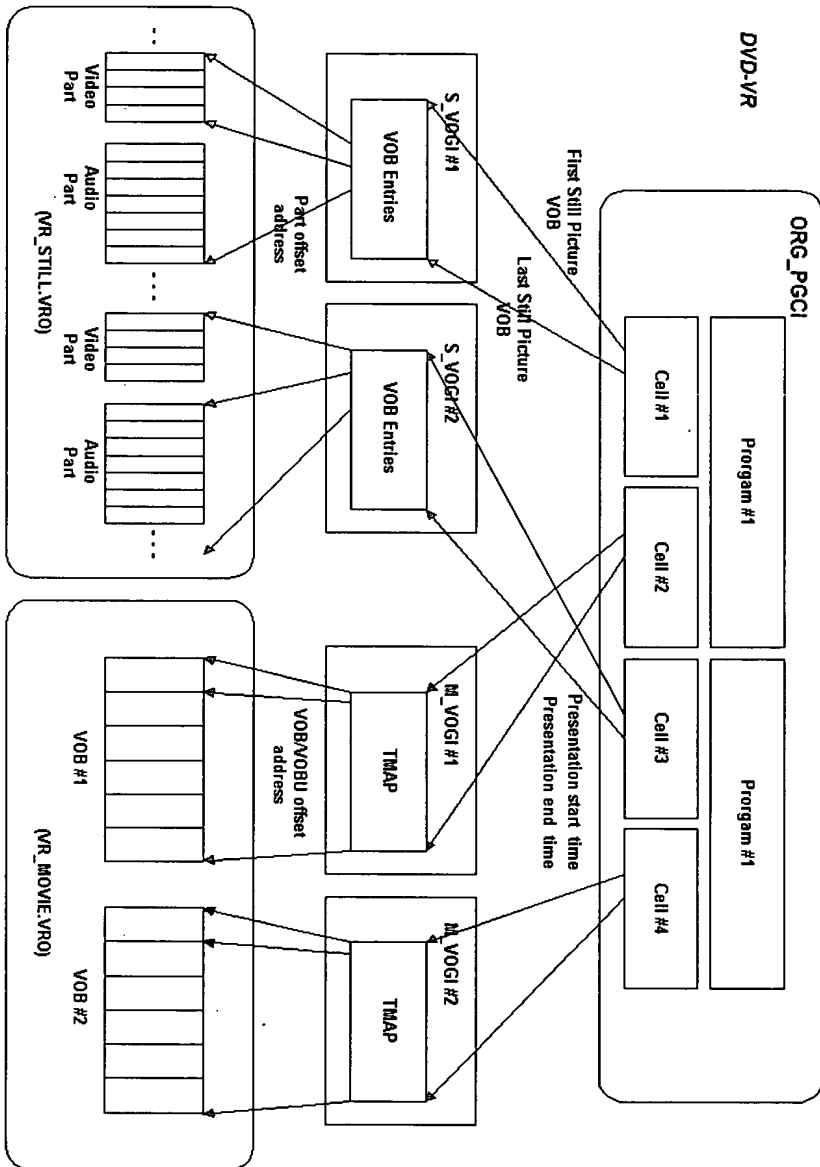 DVD-VR
ORG_PGCI
Prorgam #1
Prorgam #1
Cell #1
Cell #2
Cell #3
Cell #4
First Still Picture
VOB
Last Still Picture
VOB
Presentation start time
Presentation end time
S_VOGI #1
VOB Entries
S_VOGI #2
VOB Entries
M_VOGI #1
TMAP
M_VOGI #2
TMAP
Part offset
address
VOB/VOBU offset
address
...
Video
Part
Audio
Part
...
Video
Part
Audio
Part
...
(VR_STILL.VRO)
VOB #1
VOB #2
(VR_MOVIE.VRO)